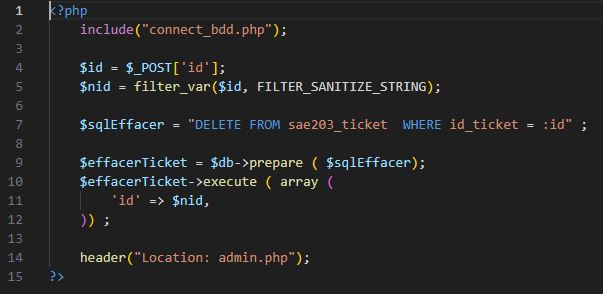 1 <?php
2     include("connect_bdd.php");
3
4     $id = $_POST['id'];
5     $nid = filter_var($id, FILTER_SANITIZE_STRING);
6
7     $sqlEffacer = "DELETE FROM sae203_ticket  WHERE id_ticket = :id" ;
8
9     $effacerTicket = $db->prepare ( $sqlEffacer);
10     $effacerTicket->execute ( array (
11         'id' => $nid,
12     )) ;
13
14     header("Location: admin.php");
15 ?>